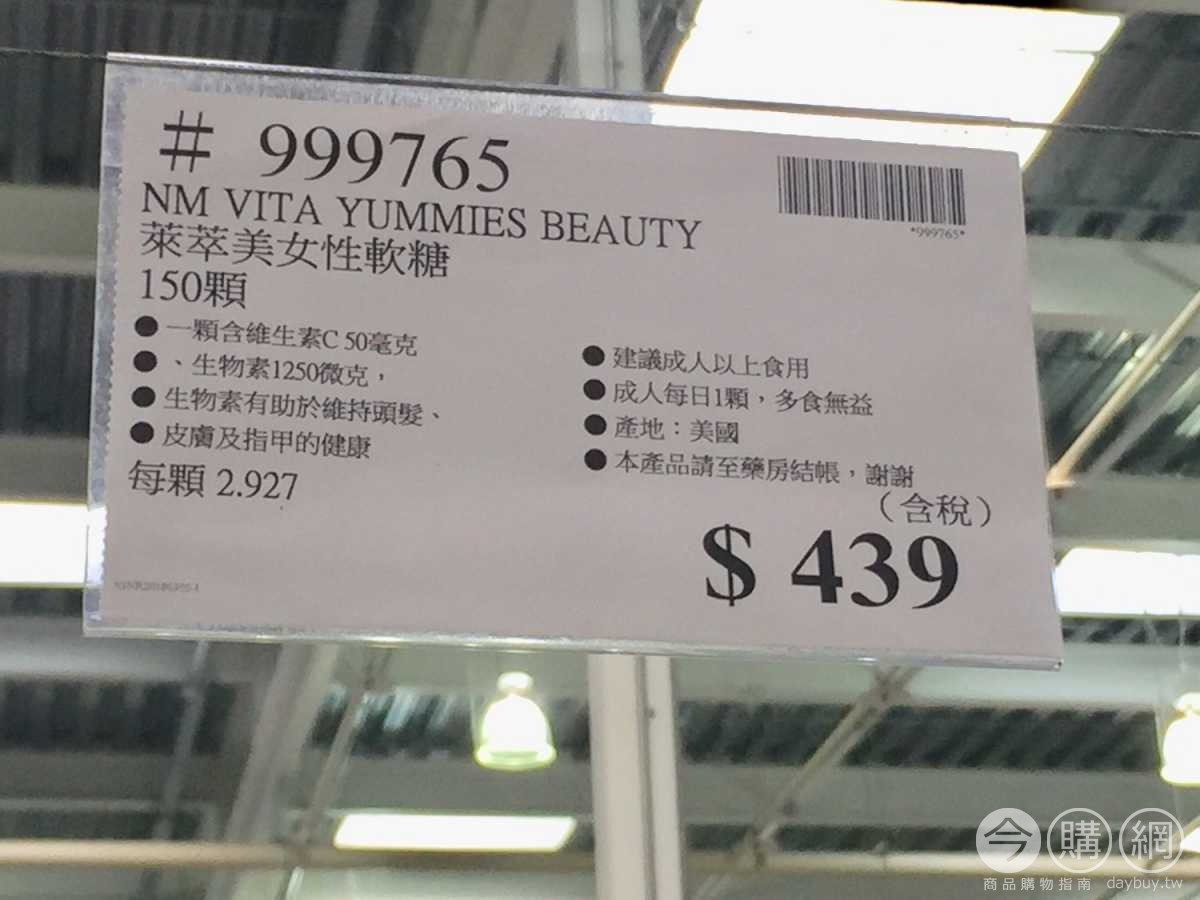 # 999765
*999765*
NM VITA YUMMIES BEAUTY
萊萃美女性軟糖
150顆
●一顆含維生素C 50毫克
●、生物素1250微克，
●生物素有助於維持頭髮、
●皮膚及指甲的健康
每顆 2.927
●建議成人以上食用
●成人每日1顆，多食無益
●產地：美國
●本產品請至藥房結帳，謝謝
（含稅）
$ 439
今購網
商品購物指南 daybuy.tw